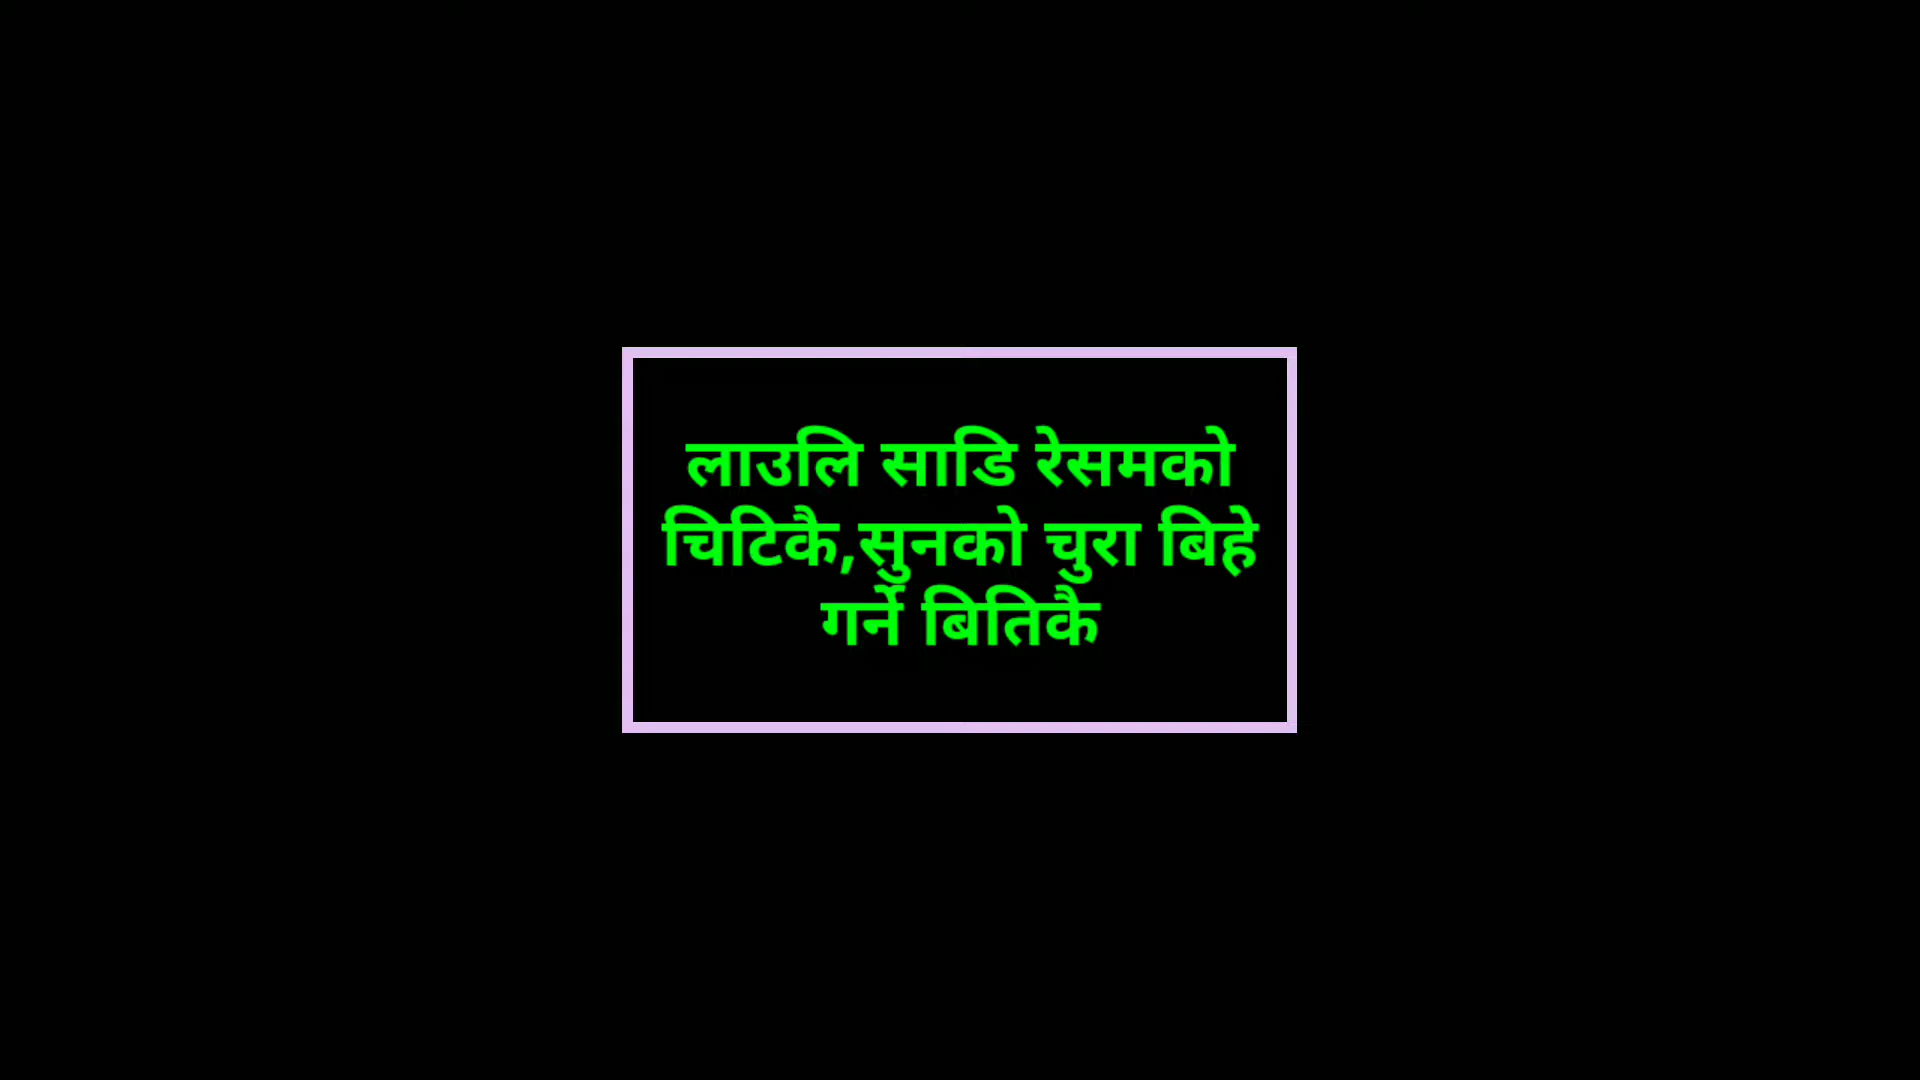 लाउलि साडि रेसमको
चिटिकै,सुनको चुरा बिहे
गर्ने बितिकै